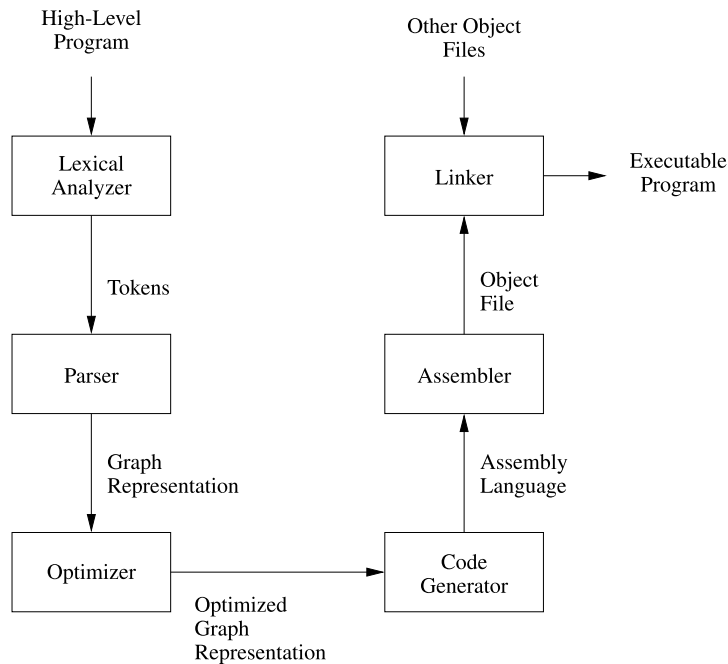 High-Level
Program
Lexical
Analyzer
Tokens
Parser
Graph
Representation
Optimizer
Optimized
Graph
Representation
Code
Generator
Assembly
Language
Assembler
Object
File
Other Object
Files
Linker
Executable
Program